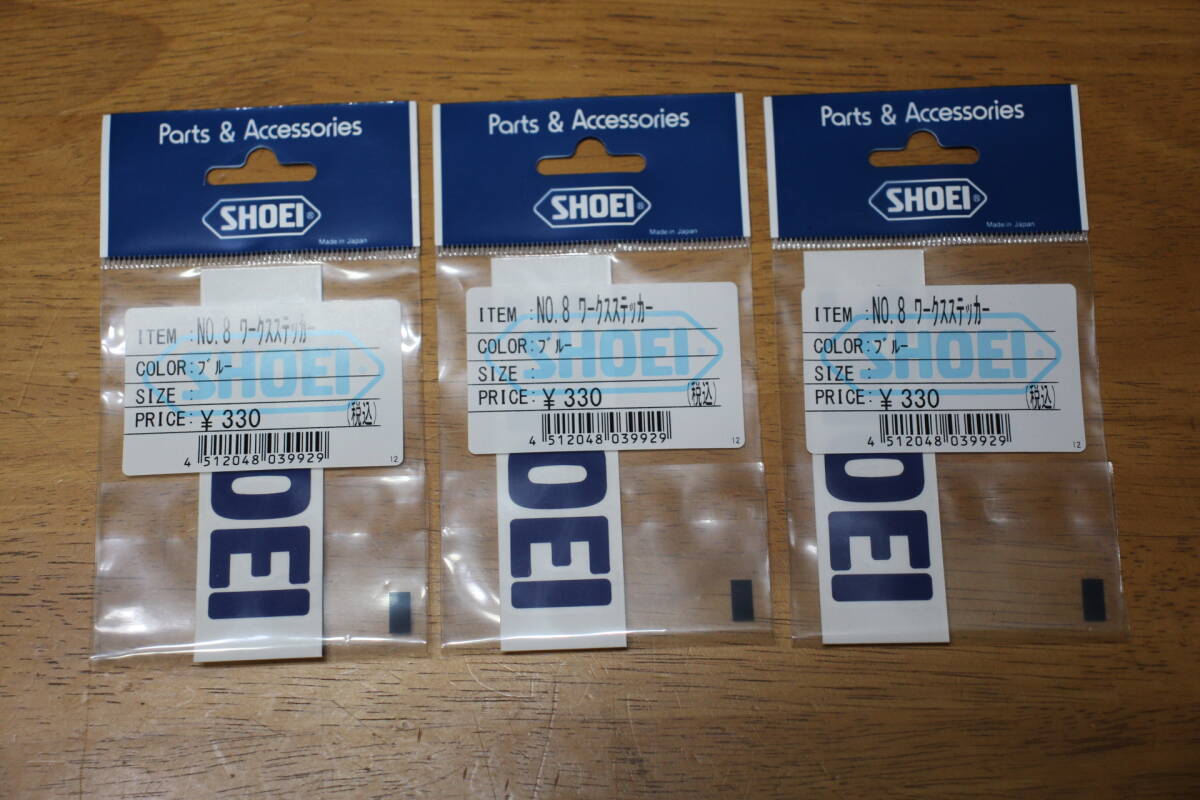 Parts & Accessories
SHOEI®
Made in Japan
ITEM :NO.8 ワークスステッカー
SHOEI
COLOR:ブルー
SIZE :
PRICE:￥330 (税込)
4 512048 039929
12
OEI
Parts & Accessories
SHOEI®
Made in Japan
ITEM :NO.8 ワークスステッカー
SHOEI
COLOR:ブルー
SIZE :
PRICE:￥330 (税込)
4 512048 039929
12
OEI
Parts & Accessories
SHOEI®
Made in Japan
ITEM :NO.8 ワークスステッカー
SHOEI
COLOR:ブルー
SIZE :
PRICE:￥330 (税込)
4 512048 039929
12
OEI